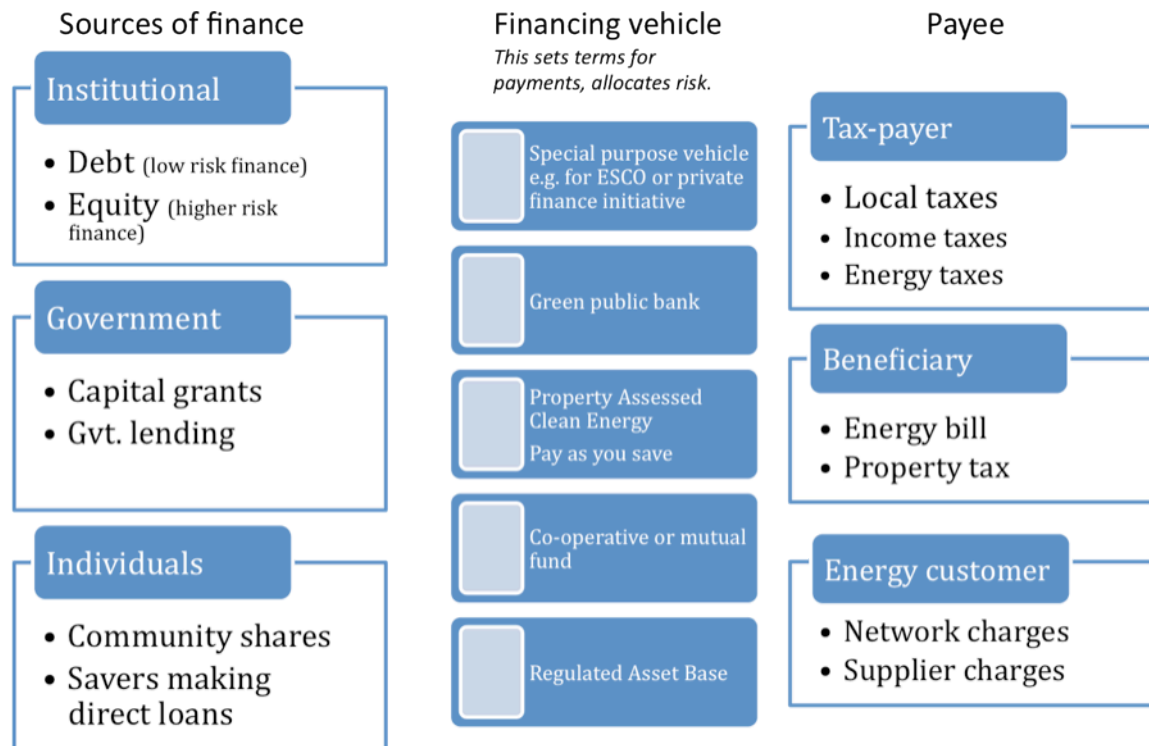 Sources of finance
Institutional
• Debt (low risk finance)
• Equity (higher risk
finance)
Government
• Capital grants
• Gvt. lending
Individuals
• Community shares
• Savers making
direct loans
Financing vehicle
This sets terms for
payments, allocates risk.
Special purpose vehicle
e.g. for ESCO or private
finance initiative
Green public bank
Property Assessed
Clean Energy
Pay as you save
Co-operative or mutual
fund
Regulated Asset Base
Payee
Tax-payer
• Local taxes
• Income taxes
• Energy taxes
Beneficiary
• Energy bill
• Property tax
Energy customer
• Network charges
• Supplier charges